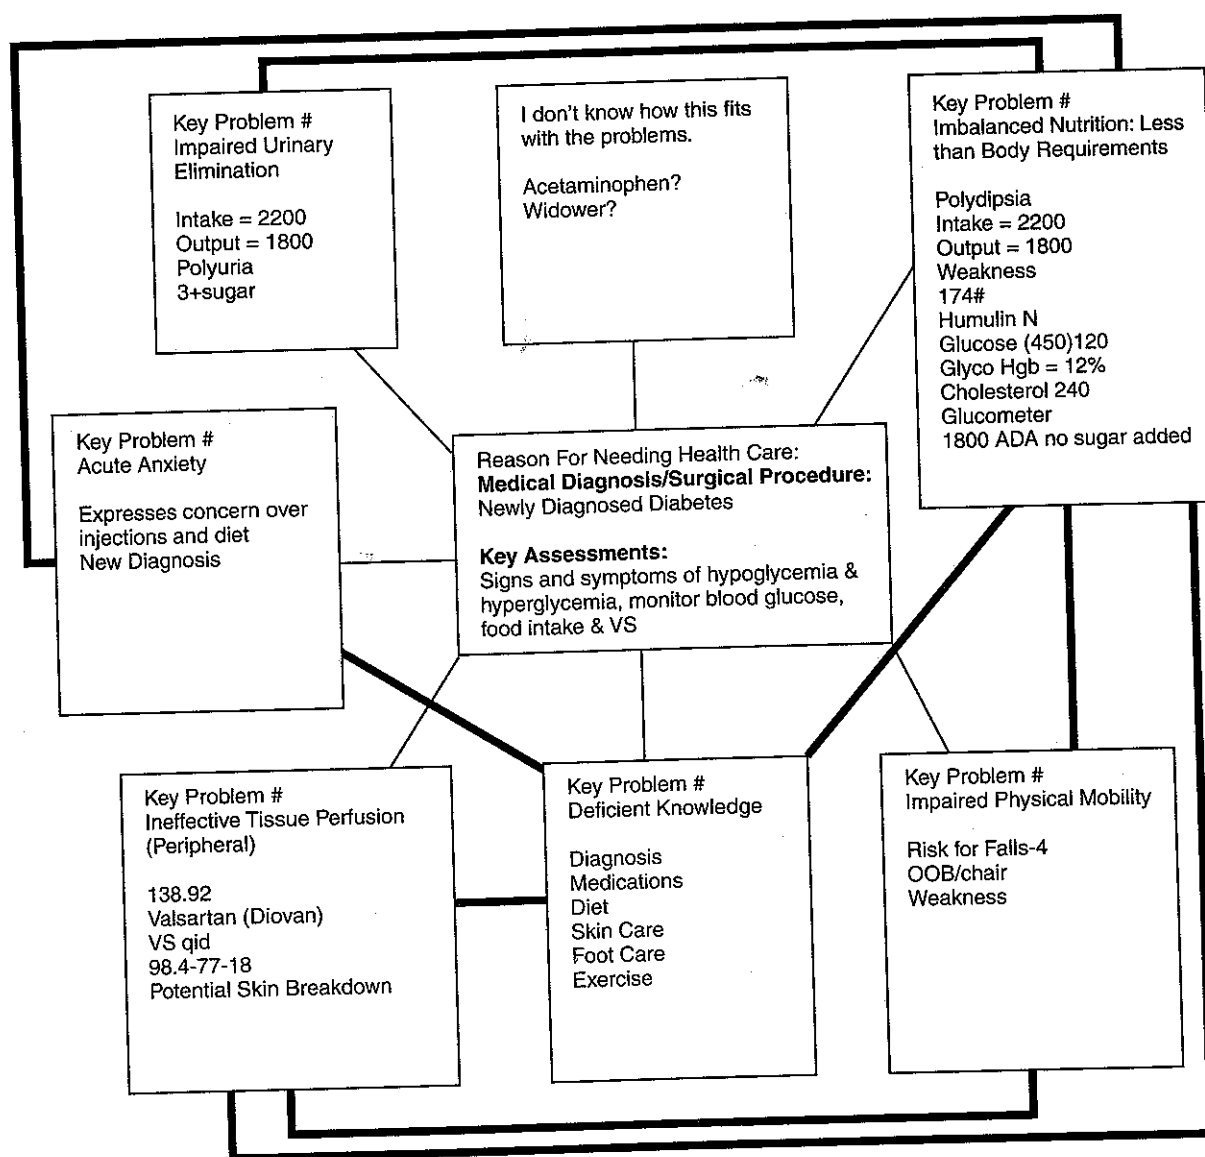 Key Problem #
Impaired Urinary
Elimination
Intake = 2200
Output = 1800
Polyuria
3+sugar
I don't know how this fits
with the problems.
Acetaminophen?
Widower?
Key Problem #
Imbalanced Nutrition: Less
than Body Requirements
Polydipsia
Intake = 2200
Output = 1800
Weakness
174#
Humulin N
Glucose (450)120
Glyco Hgb = 12%
Cholesterol 240
Glucometer
1800 ADA no sugar added
Key Problem #
Acute Anxiety
Expresses concern over
injections and diet
New Diagnosis
Reason For Needing Health Care:
Medical Diagnosis/Surgical Procedure:
Newly Diagnosed Diabetes
Key Assessments:
Signs and symptoms of hypoglycemia &
hyperglycemia, monitor blood glucose,
food intake & VS
Key Problem #
Ineffective Tissue Perfusion
(Peripheral)
138.92
Valsartan (Diovan)
VS qid
98.4-77-18
Potential Skin Breakdown
Key Problem #
Deficient Knowledge
Diagnosis
Medications
Diet
Skin Care
Foot Care
Exercise
Key Problem #
Impaired Physical Mobility
Risk for Falls-4
OOB/chair
Weakness